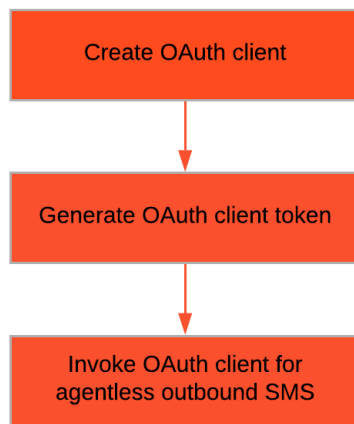 Create OAuth client
Generate OAuth client token
Invoke OAuth client for
agentless outbound SMS